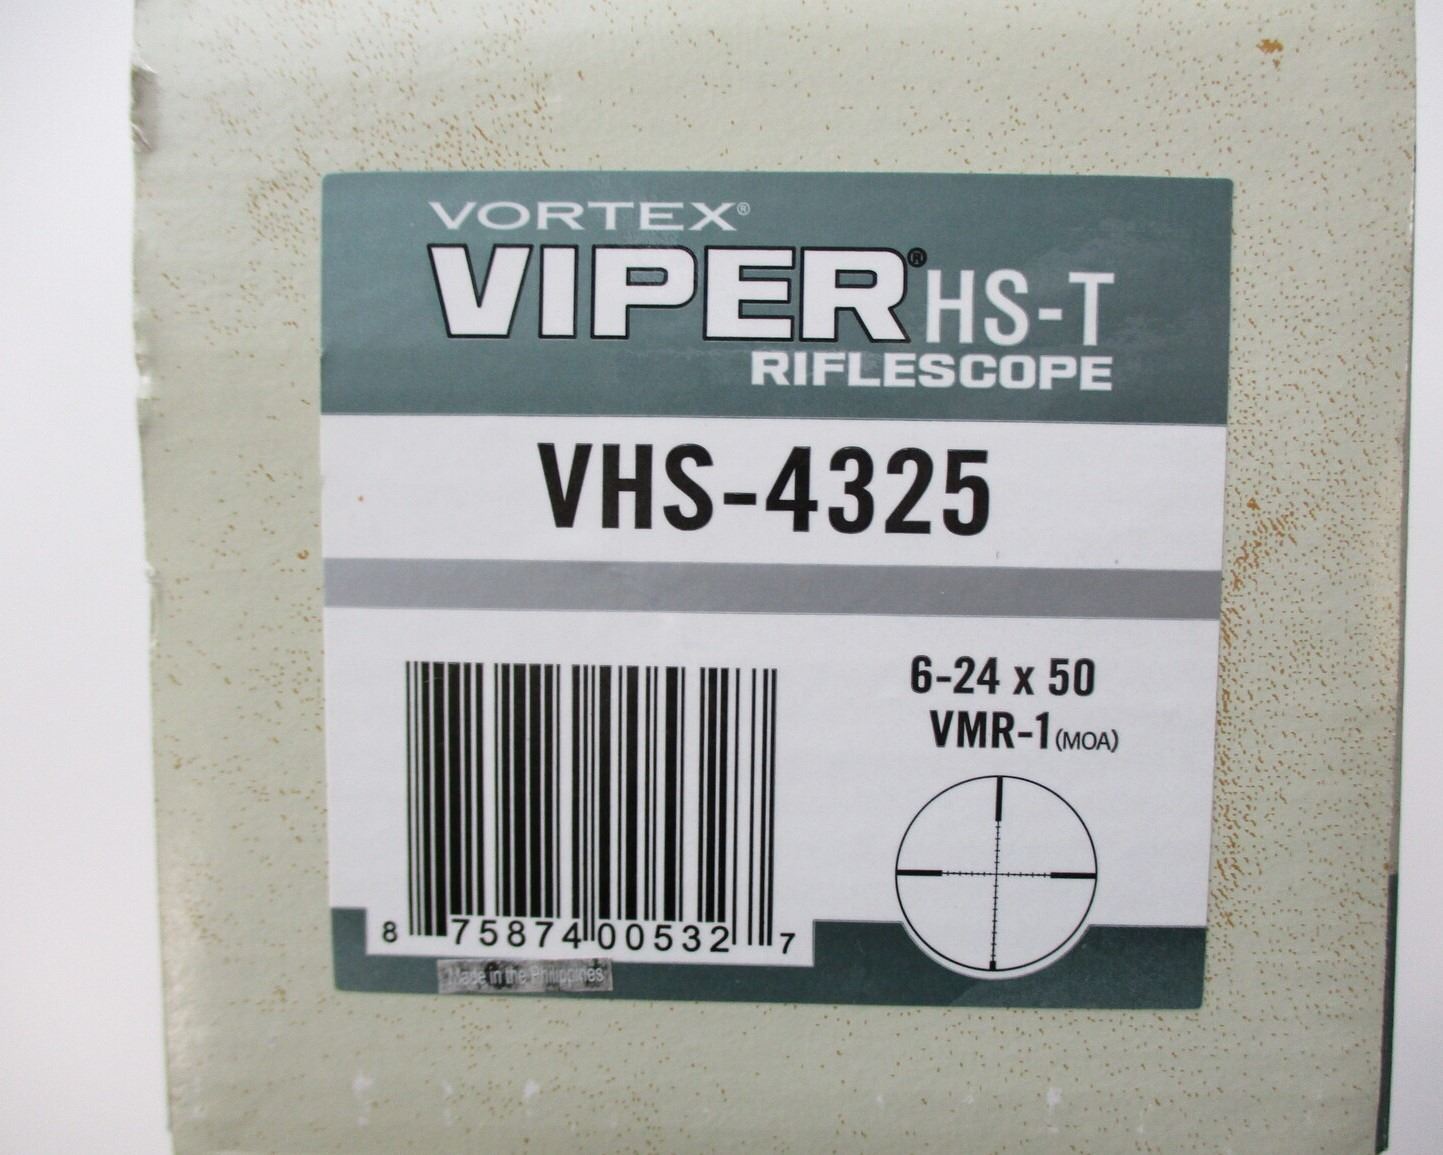 VORTEX®
VIPER® HS-T
RIFLESCOPE
VHS-4325
6-24 x 50
VMR-1 (MOA)
8 75874 00532 7
Made in the Philippines